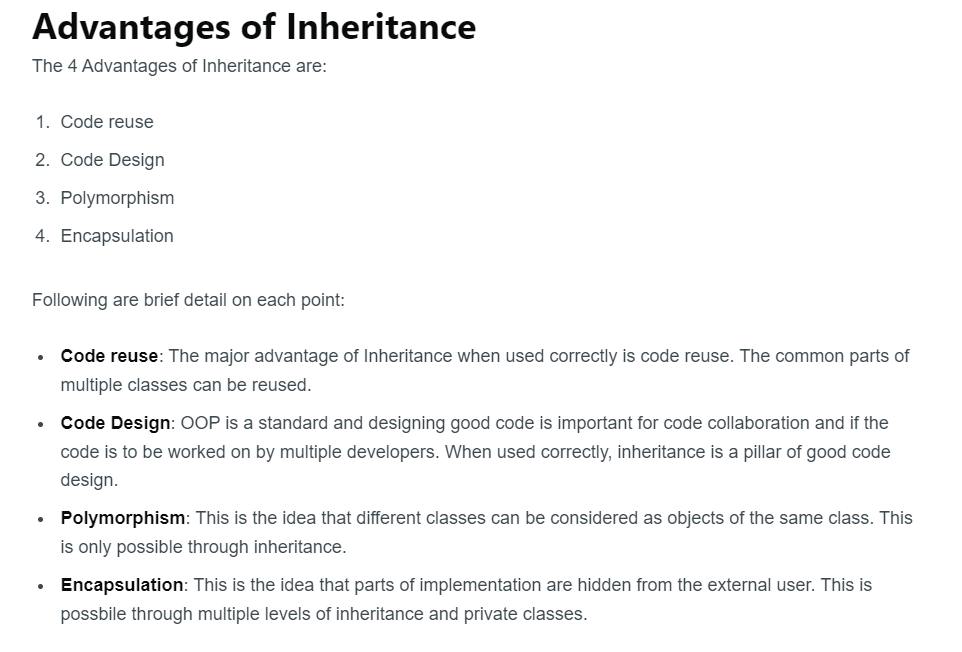 Advantages of Inheritance
The 4 Advantages of Inheritance are:
1. Code reuse
2. Code Design
3. Polymorphism
4. Encapsulation
Following are brief detail on each point:
• Code reuse: The major advantage of Inheritance when used correctly is code reuse. The common parts of
multiple classes can be reused.
• Code Design: OOP is a standard and designing good code is important for code collaboration and if the
code is to be worked on by multiple developers. When used correctly, inheritance is a pillar of good code
design.
• Polymorphism: This is the idea that different classes can be considered as objects of the same class. This
is only possible through inheritance.
• Encapsulation: This is the idea that parts of implementation are hidden from the external user. This is
possbile through multiple levels of inheritance and private classes.